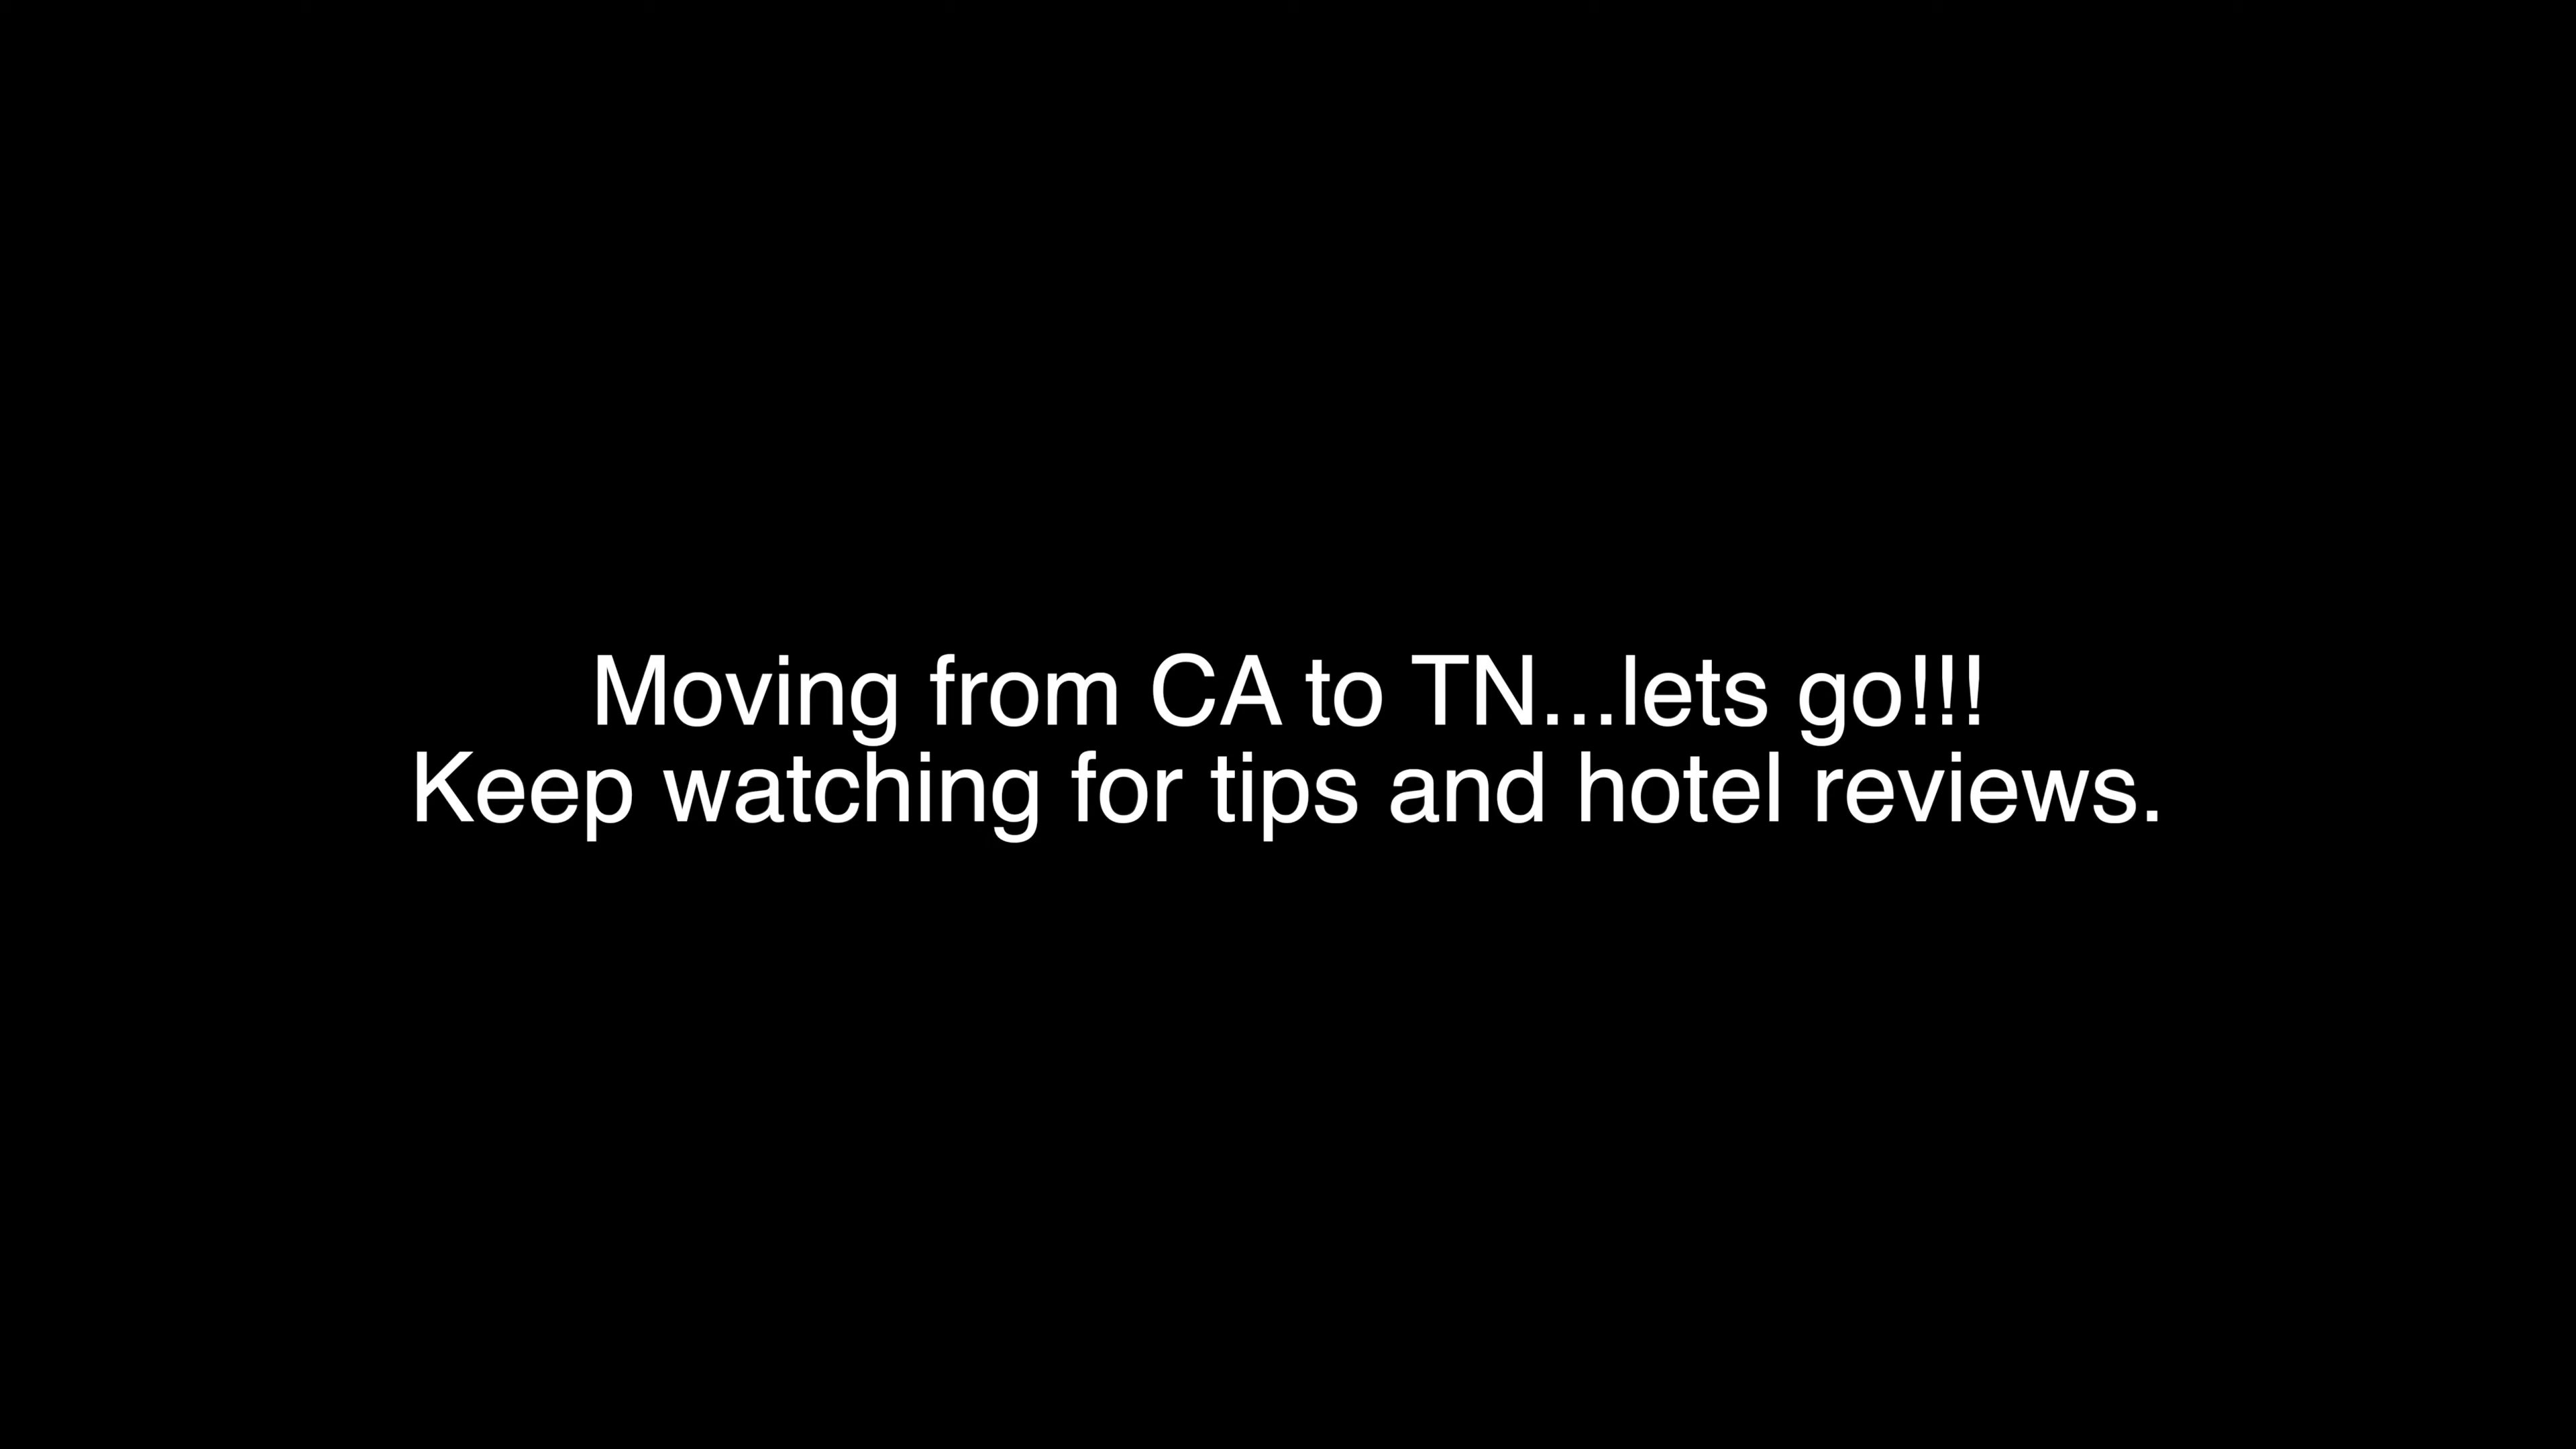 Moving from CA to TN...lets go!!!
Keep watching for tips and hotel reviews.